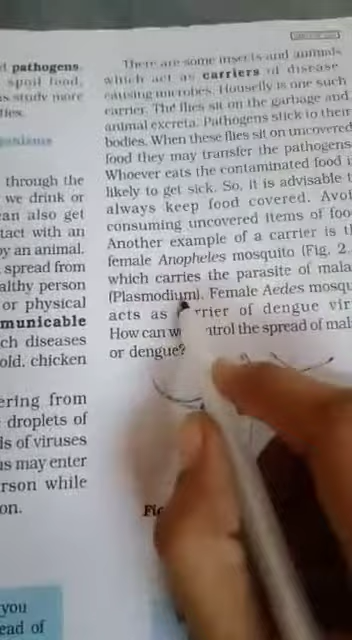 pathogens.
spoil food,
study more
ganisms
through the
we drink or
can also get
tact with an
by an animal.
spread from
althy person
or physical
municable
ch diseases
old, chicken
ering from
droplets of
ds of viruses
may enter
rson while
on.
you
ead of
There are some insects and animals
which act as carriers of disease
causing microbes. Housefly is one such
carrier. The flies sit on the garbage and
animal excreta. Pathogens stick to their
bodies. When these flies sit on uncovered
food they may transfer the pathogens
Whoever eats the contaminated food i
likely to get sick. So, it is advisable t
always keep food covered. Avoi
consuming uncovered items of foo
Another example of a carrier is th
female Anopheles mosquito (Fig. 2.
which carries the parasite of mala
(Plasmodium). Female Aedes mosqu
acts as rrier of dengue vir
How can w ntrol the spread of mal
or dengue?
Fig